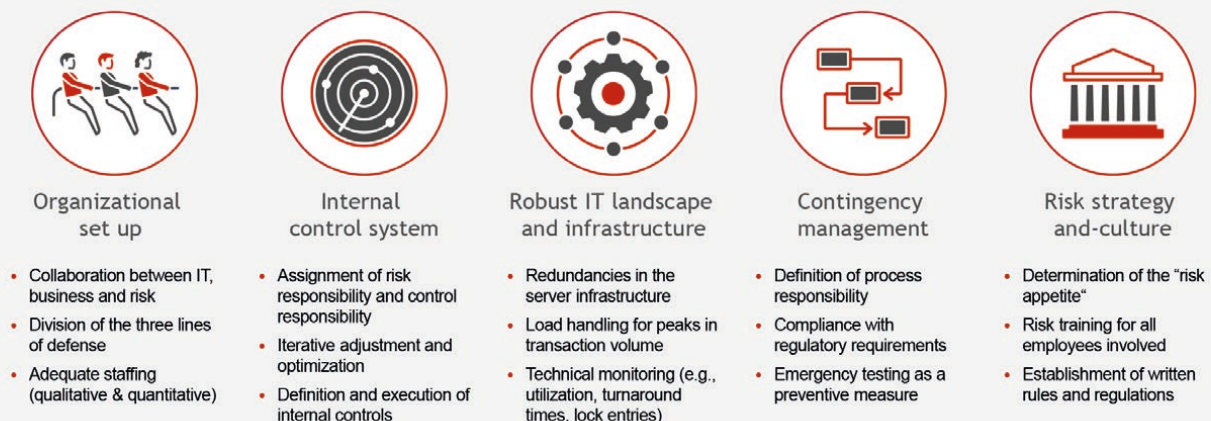 Organizational
set up
• Collaboration between IT,
business and risk
• Division of the three lines
of defense
• Adequate staffing
(qualitative & quantitative)
Internal
control system
• Assignment of risk
responsibility and control
responsibility
• Iterative adjustment and
optimization
• Definition and execution of
internal controls
Robust IT landscape
and infrastructure
• Redundancies in the
server infrastructure
• Load handling for peaks in
transaction volume
• Technical monitoring (e.g.,
utilization, turnaround
times, lock entries)
Contingency
management
• Definition of process
responsibility
• Compliance with
regulatory requirements
• Emergency testing as a
preventive measure
Risk strategy
and-culture
• Determination of the “risk
appetite“
• Risk training for all
employees involved
• Establishment of written
rules and regulations